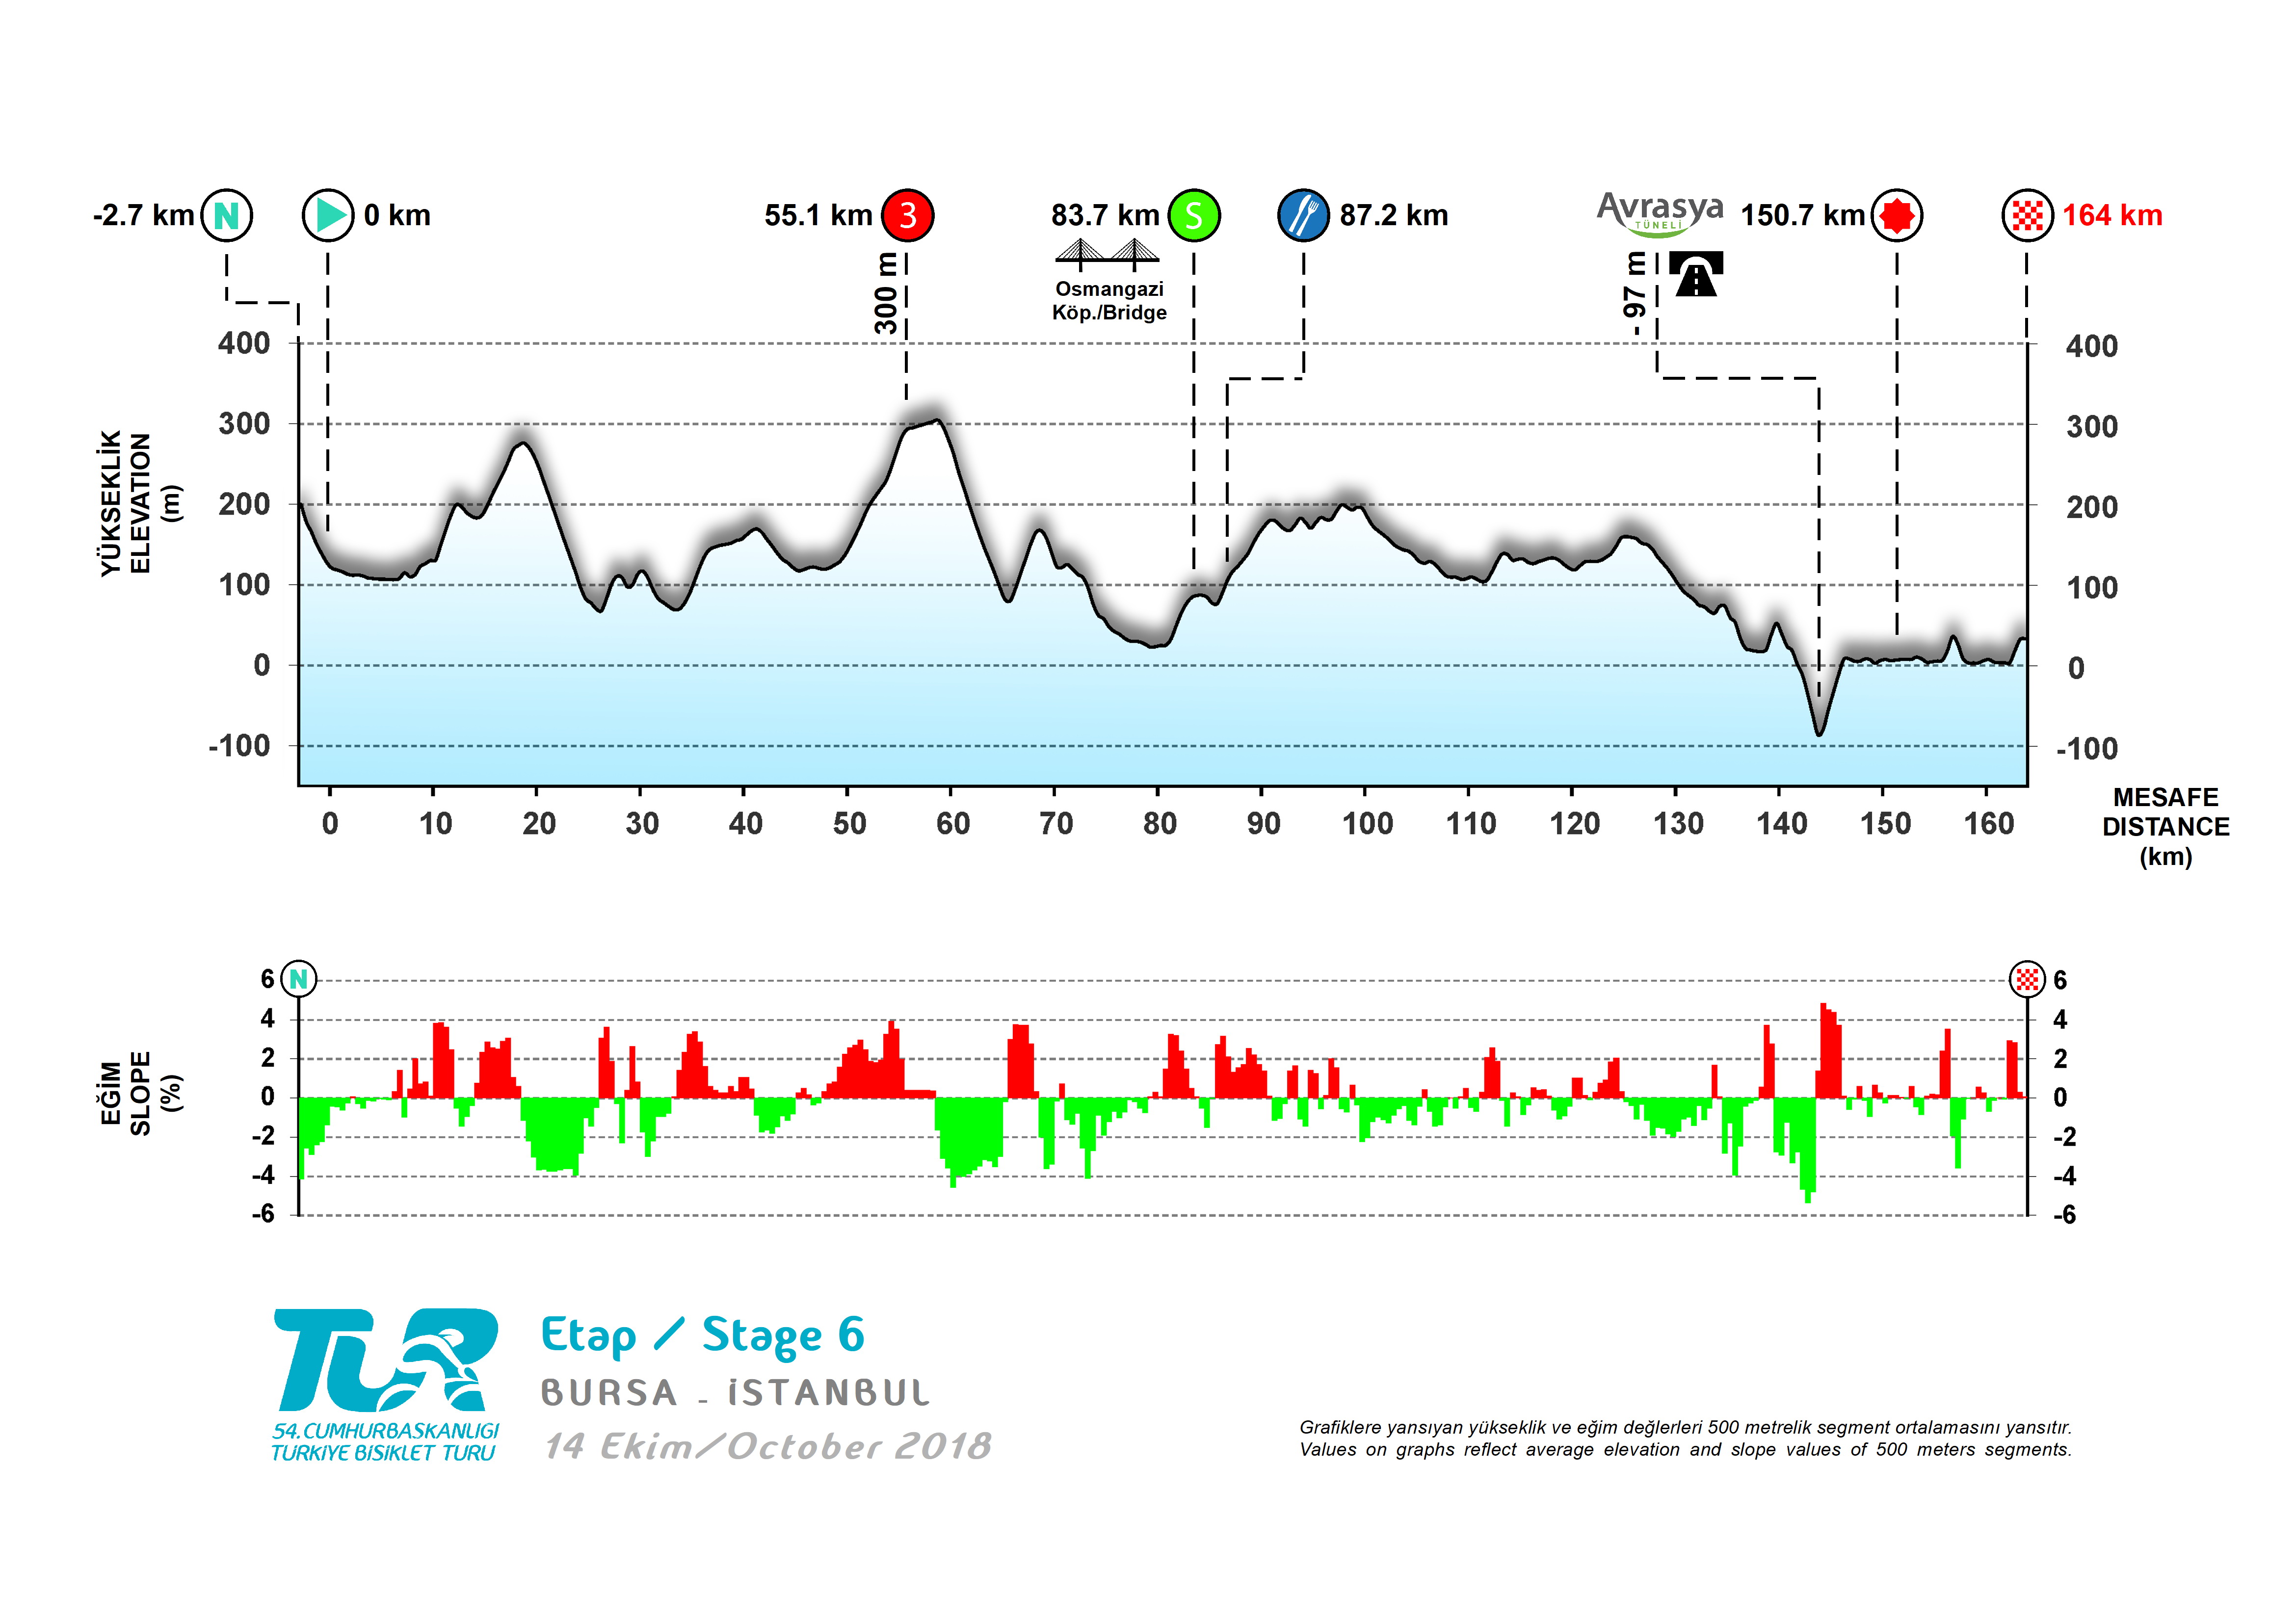 -2.7 km N
0 km
55.1 km 3
83.7 km S
87.2 km
Avrasya
TÜNELİ
150.7 km
164 km
300 m
Osmangazi
Köp./Bridge
- 97 m
YÜKSEKLİK
ELEVATION
(m)
400 400
300 300
200 200
100 100
0 0
-100 -100
0 10 20 30 40 50 60 70 80 90 100 110 120 130 140 150 160
MESAFE
DISTANCE
(km)
EĞİM
SLOPE
(%)
6 N 6
4 4
2 2
0 0
-2 -2
-4 -4
-6 -6
TUR
54.CUMHURBASKANLIGI
TÜRKİYE BİSİKLET TURU
Etap / Stage 6
BURSA - İSTANBUL
14 Ekim/October 2018
Grafiklere yansıyan yükseklik ve eğim değlerleri 500 metrelik segment ortalamasını yansıtır.
Values on graphs reflect average elevation and slope values of 500 meters segments.